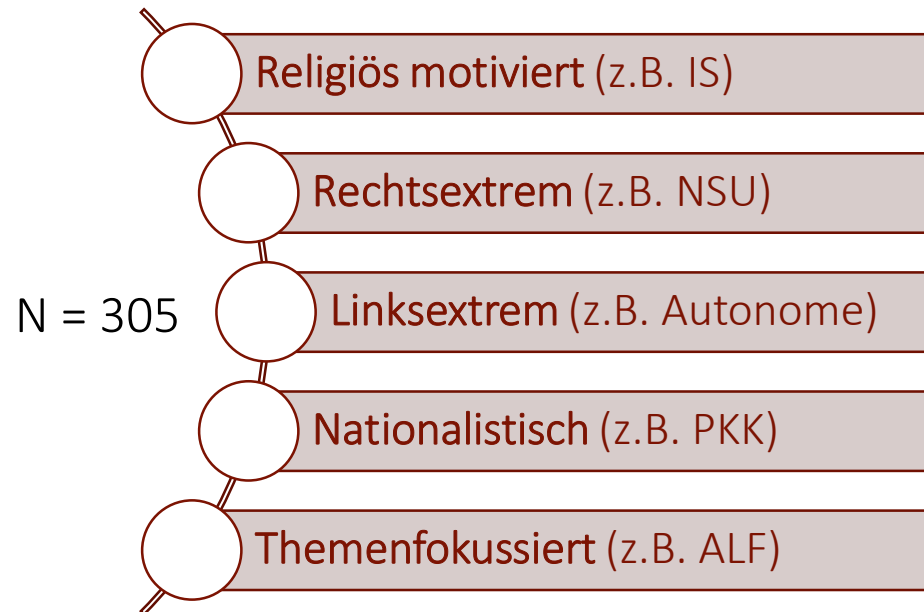 Religiös motiviert (z.B. IS)
Rechtsextrem (z.B. NSU)
N = 305
Linksextrem (z.B. Autonome)
Nationalistisch (z.B. PKK)
Themenfokussiert (z.B. ALF)